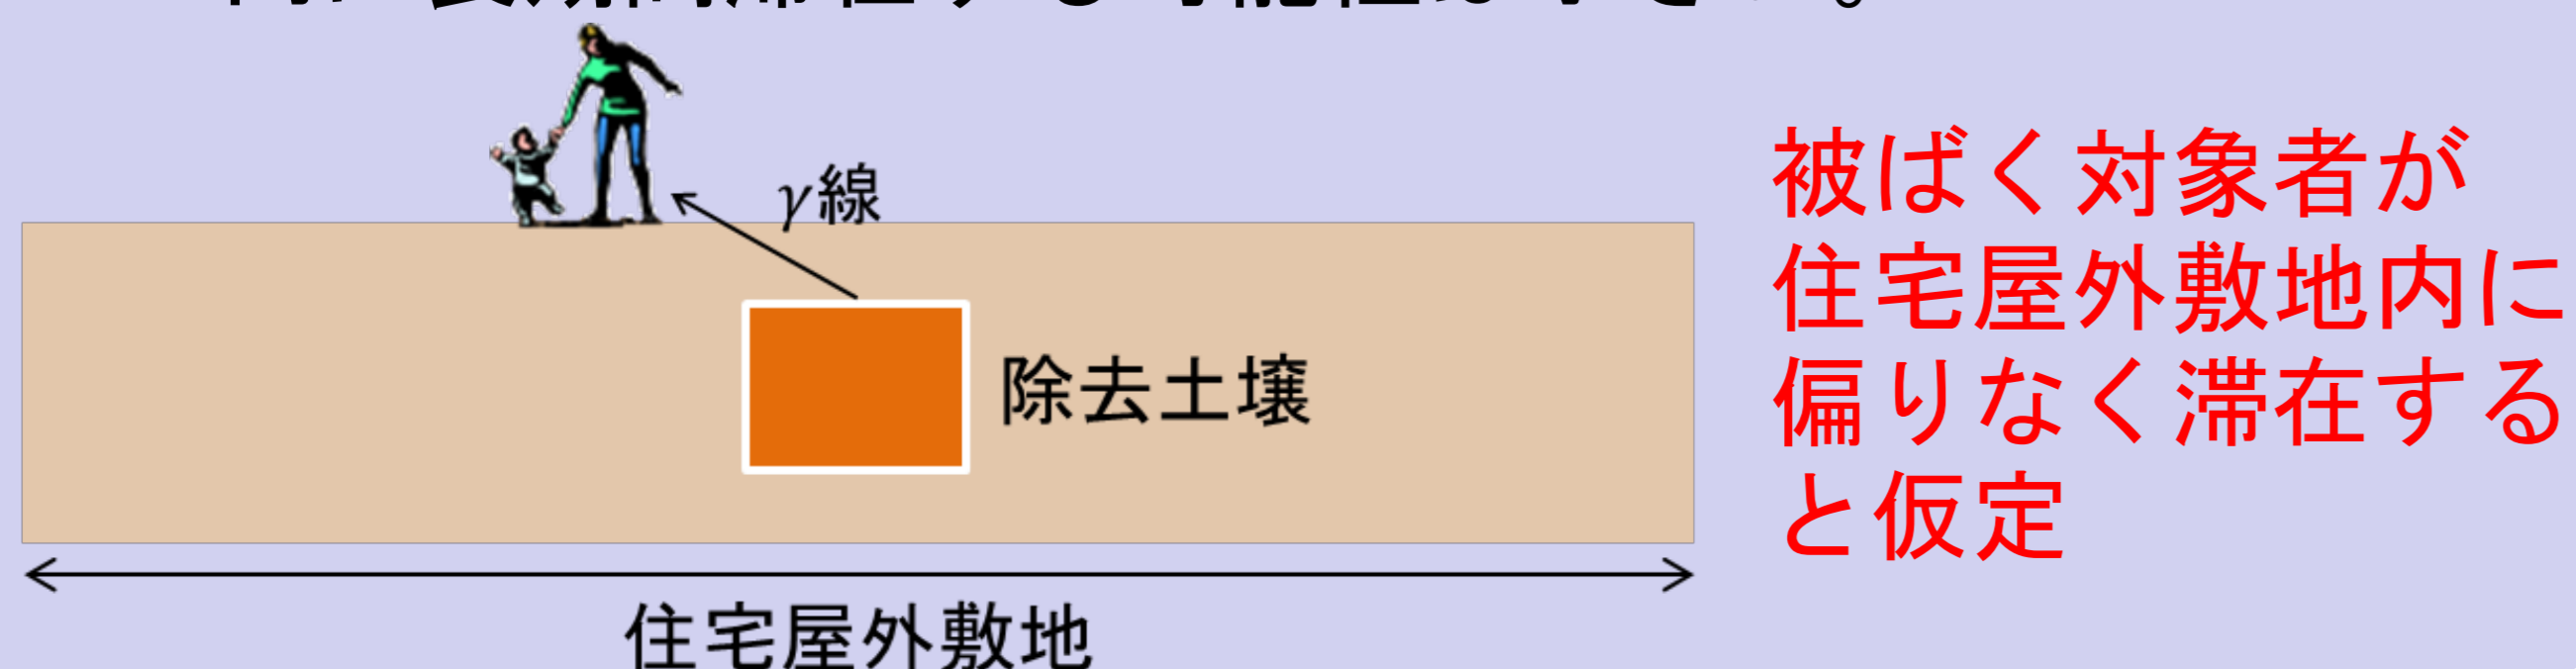 γ線
除去土壌
住宅屋外敷地
被ばく対象者が
住宅屋外敷地内に
偏りなく滞在する
と仮定